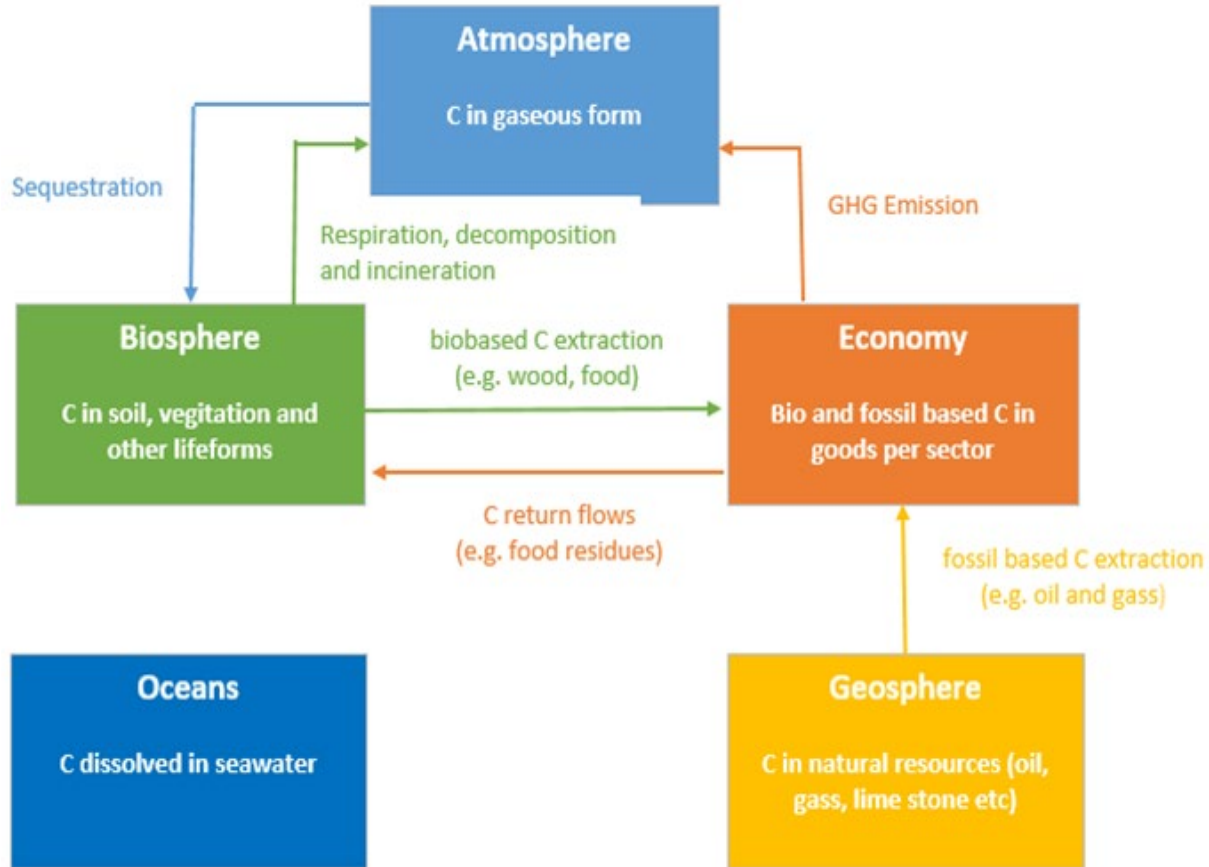 Atmosphere
C in gaseous form
Sequestration
GHG Emission
Respiration, decomposition
and incineration
Biosphere
C in soil, vegitation and
other lifeforms
biobased C extraction
(e.g. wood, food)
Economy
Bio and fossil based C in
goods per sector
C return flows
(e.g. food residues)
fossil based C extraction
(e.g. oil and gass)
Oceans
C dissolved in seawater
Geosphere
C in natural resources (oil,
gass, lime stone etc)